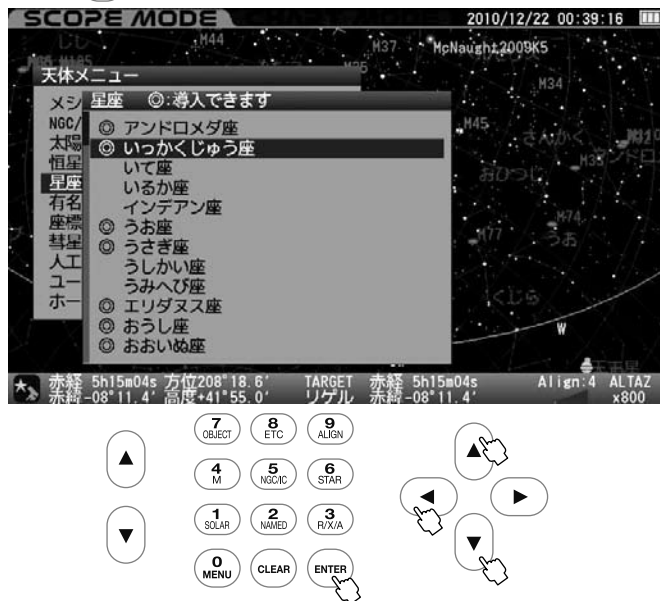 SCOPE MODE 2010/12/22 00:39:16
しし M44 M37 McNaught2009K5
M34
天体メニュー
メシ
NGC/
太陽
恒星
星座
有名
座標
彗星
人工
ユー
ホー
星座 ◎:導入できます
◎ アンドロメダ座
◎ いっかくじゅう座
いて座
いるか座
インデアン座
◎ うお座
◎ うさぎ座
うしかい座
うみへび座
◎ エリダヌス座
◎ おうし座
◎ おおいぬ座
M45
さんかく
M33
おひつじ
M74
うお
M77
くじら
W
赤経 5h15m04s 方位208°18.6′ TARGET 赤経 5h15m04s Align:4 ALTAZ
赤緯-08°11.4′ 高度+41°55.0′ リゲル 赤緯-08°11.4′ x800
7 OBJECT
8 ETC
9 ALIGN
4 M
5 NGC/IC
6 STAR
1 SOLAR
2 NAMED
3 R/X/A
0 MENU
CLEAR
ENTER